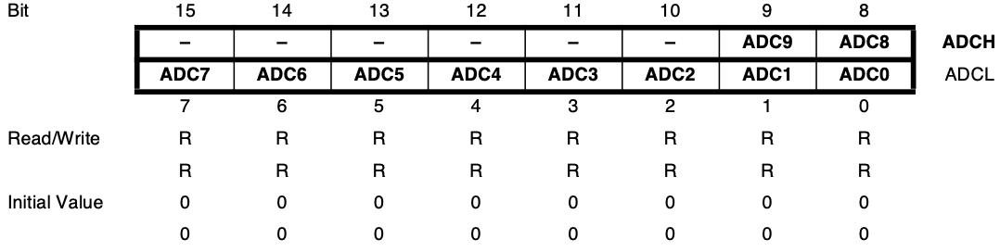 Bit 15 14 13 12 11 10 9 8
– – – – – – ADC9 ADC8 ADCH
ADC7 ADC6 ADC5 ADC4 ADC3 ADC2 ADC1 ADC0 ADCL
7 6 5 4 3 2 1 0
Read/Write R R R R R R R R
R R R R R R R R
Initial Value 0 0 0 0 0 0 0 0
0 0 0 0 0 0 0 0